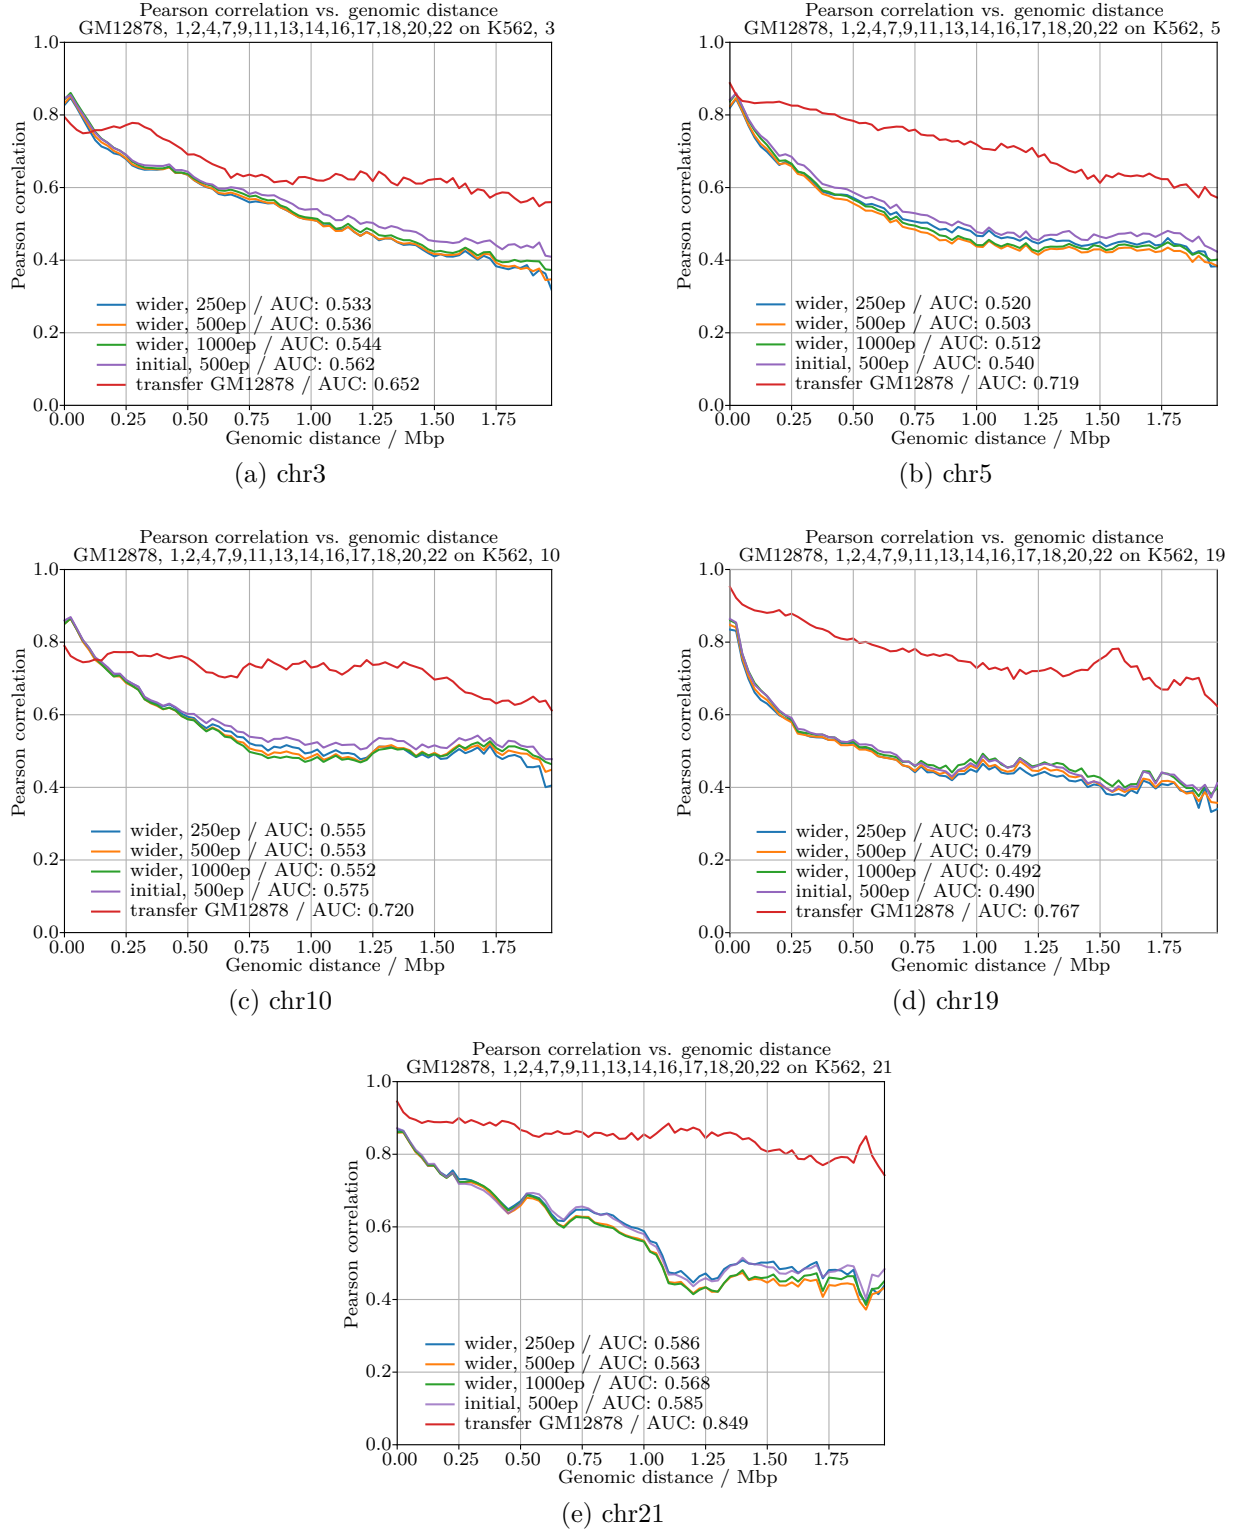 Pearson correlation vs. genomic distance
GM12878, 1,2,4,7,9,11,13,14,16,17,18,20,22 on K562, 3
1.0
0.8
0.6
0.4
0.2
0.0
Pearson correlation
wider, 250ep / AUC: 0.533
wider, 500ep / AUC: 0.536
wider, 1000ep / AUC: 0.544
initial, 500ep / AUC: 0.562
transfer GM12878 / AUC: 0.652
0.00 0.25 0.50 0.75 1.00 1.25 1.50 1.75
Genomic distance / Mbp
(a) chr3
Pearson correlation vs. genomic distance
GM12878, 1,2,4,7,9,11,13,14,16,17,18,20,22 on K562, 5
1.0
0.8
0.6
0.4
0.2
0.0
Pearson correlation
wider, 250ep / AUC: 0.520
wider, 500ep / AUC: 0.503
wider, 1000ep / AUC: 0.512
initial, 500ep / AUC: 0.540
transfer GM12878 / AUC: 0.719
0.00 0.25 0.50 0.75 1.00 1.25 1.50 1.75
Genomic distance / Mbp
(b) chr5
Pearson correlation vs. genomic distance
GM12878, 1,2,4,7,9,11,13,14,16,17,18,20,22 on K562, 10
1.0
0.8
0.6
0.4
0.2
0.0
Pearson correlation
wider, 250ep / AUC: 0.555
wider, 500ep / AUC: 0.553
wider, 1000ep / AUC: 0.552
initial, 500ep / AUC: 0.575
transfer GM12878 / AUC: 0.720
0.00 0.25 0.50 0.75 1.00 1.25 1.50 1.75
Genomic distance / Mbp
(c) chr10
Pearson correlation vs. genomic distance
GM12878, 1,2,4,7,9,11,13,14,16,17,18,20,22 on K562, 19
1.0
0.8
0.6
0.4
0.2
0.0
Pearson correlation
wider, 250ep / AUC: 0.473
wider, 500ep / AUC: 0.479
wider, 1000ep / AUC: 0.492
initial, 500ep / AUC: 0.490
transfer GM12878 / AUC: 0.767
0.00 0.25 0.50 0.75 1.00 1.25 1.50 1.75
Genomic distance / Mbp
(d) chr19
Pearson correlation vs. genomic distance
GM12878, 1,2,4,7,9,11,13,14,16,17,18,20,22 on K562, 21
1.0
0.8
0.6
0.4
0.2
0.0
Pearson correlation
wider, 250ep / AUC: 0.586
wider, 500ep / AUC: 0.563
wider, 1000ep / AUC: 0.568
initial, 500ep / AUC: 0.585
transfer GM12878 / AUC: 0.849
0.00 0.25 0.50 0.75 1.00 1.25 1.50 1.75
Genomic distance / Mbp
(e) chr21